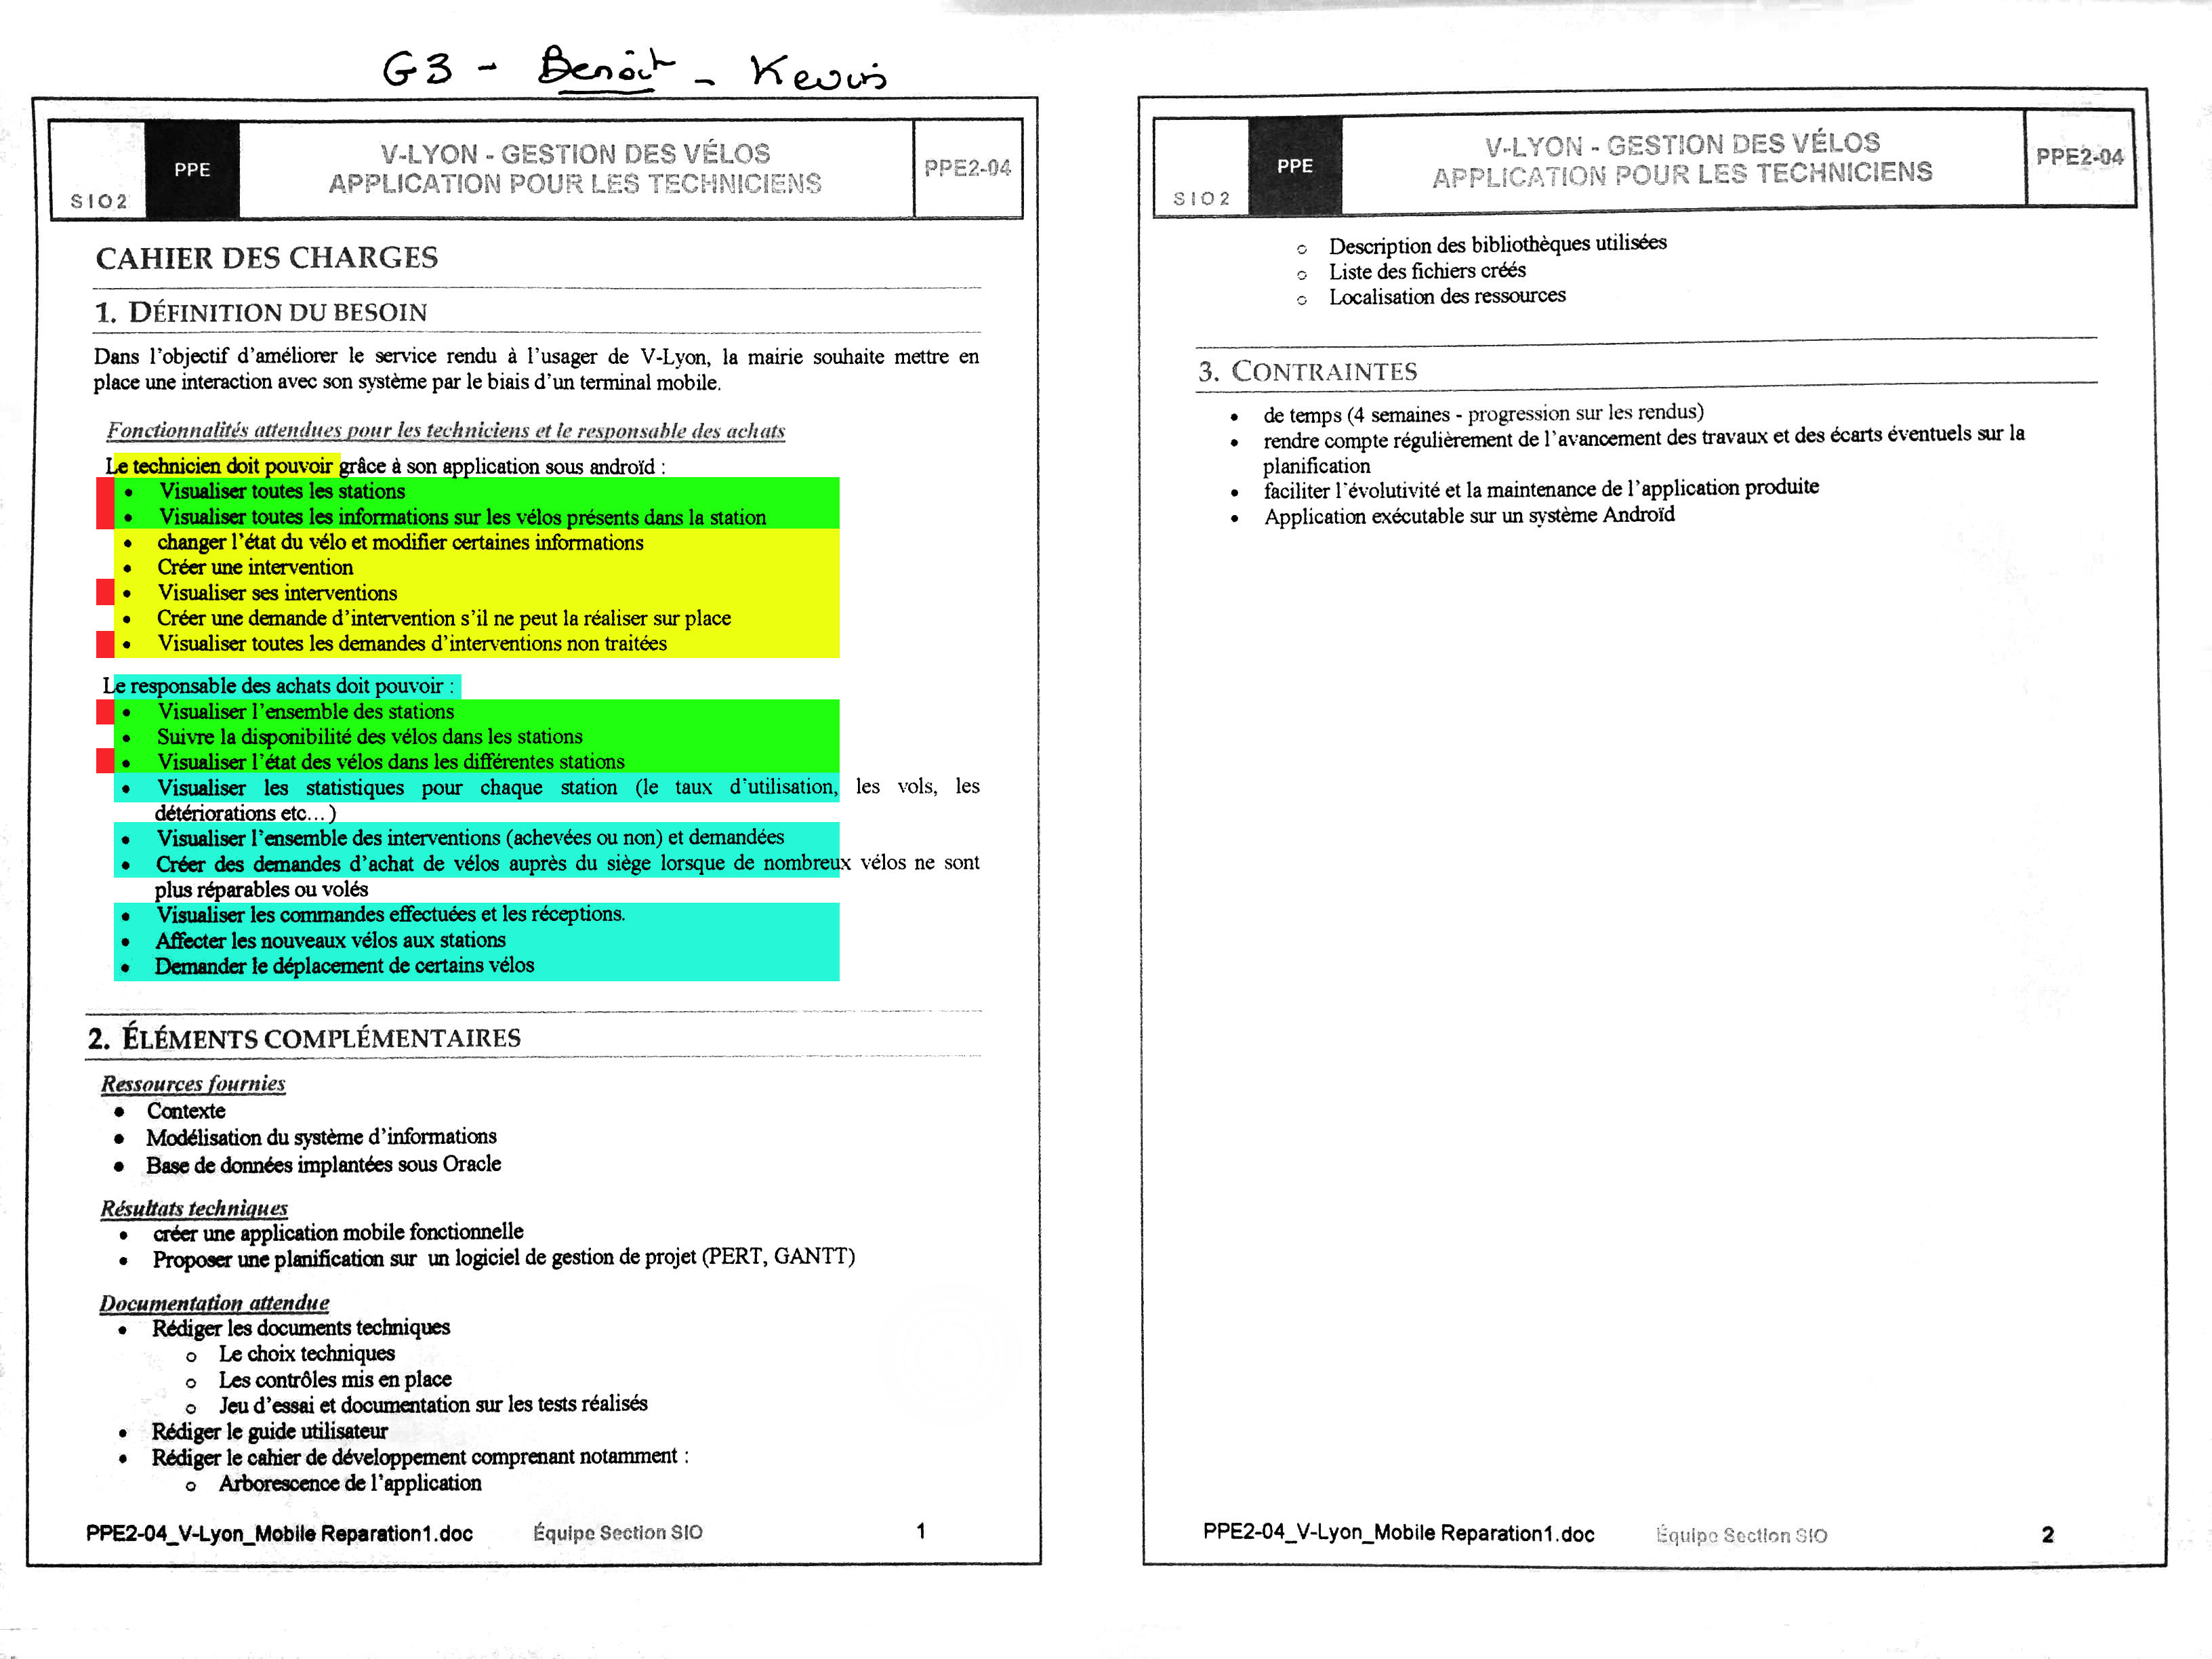 G3 - Benoit - Kevin
SIO2
PPE
V-LYON - GESTION DES VÉLOS
APPLICATION POUR LES TECHNICIENS
PPE2-04
CAHIER DES CHARGES
1. DÉFINITION DU BESOIN
Dans l'objectif d'améliorer le service rendu à l'usager de V-Lyon, la mairie souhaite mettre en
place une interaction avec son système par le biais d'un terminal mobile.
Fonctionnalités attendues pour les techniciens et le responsable des achats
Le technicien doit pouvoir grâce à son application sous androïd :
• Visualiser toutes les stations
• Visualiser toutes les informations sur les vélos présents dans la station
• changer l'état du vélo et modifier certaines informations
• Créer une intervention
• Visualiser ses interventions
• Créer une demande d'intervention s'il ne peut la réaliser sur place
• Visualiser toutes les demandes d'interventions non traitées
Le responsable des achats doit pouvoir :
• Visualiser l'ensemble des stations
• Suivre la disponibilité des vélos dans les stations
• Visualiser l'état des vélos dans les différentes stations
• Visualiser les statistiques pour chaque station (le taux d'utilisation, les vols, les
détériorations etc...)
• Visualiser l'ensemble des interventions (achevées ou non) et demandées
• Créer des demandes d'achat de vélos auprès du siège lorsque de nombreux vélos ne sont
plus réparables ou volés
• Visualiser les commandes effectuées et les réceptions.
• Affecter les nouveaux vélos aux stations
• Demander le déplacement de certains vélos
2. ÉLÉMENTS COMPLÉMENTAIRES
Ressources fournies
• Contexte
• Modélisation du système d'informations
• Base de données implantées sous Oracle
Résultats techniques
• créer une application mobile fonctionnelle
• Proposer une planification sur un logiciel de gestion de projet (PERT, GANTT)
Documentation attendue
• Rédiger les documents techniques
o Le choix techniques
o Les contrôles mis en place
o Jeu d'essai et documentation sur les tests réalisés
• Rédiger le guide utilisateur
• Rédiger le cahier de développement comprenant notamment :
o Arborescence de l'application
PPE2-04_V-Lyon_Mobile Reparation1.doc Équipe Section SIO 1
SIO2
PPE
V-LYON - GESTION DES VÉLOS
APPLICATION POUR LES TECHNICIENS
PPE2-04
o Description des bibliothèques utilisées
o Liste des fichiers créés
o Localisation des ressources
3. CONTRAINTES
• de temps (4 semaines - progression sur les rendus)
• rendre compte régulièrement de l'avancement des travaux et des écarts éventuels sur la
planification
• faciliter l'évolutivité et la maintenance de l'application produite
• Application exécutable sur un système Androïd
PPE2-04_V-Lyon_Mobile Reparation1.doc Équipe Section SIO 2